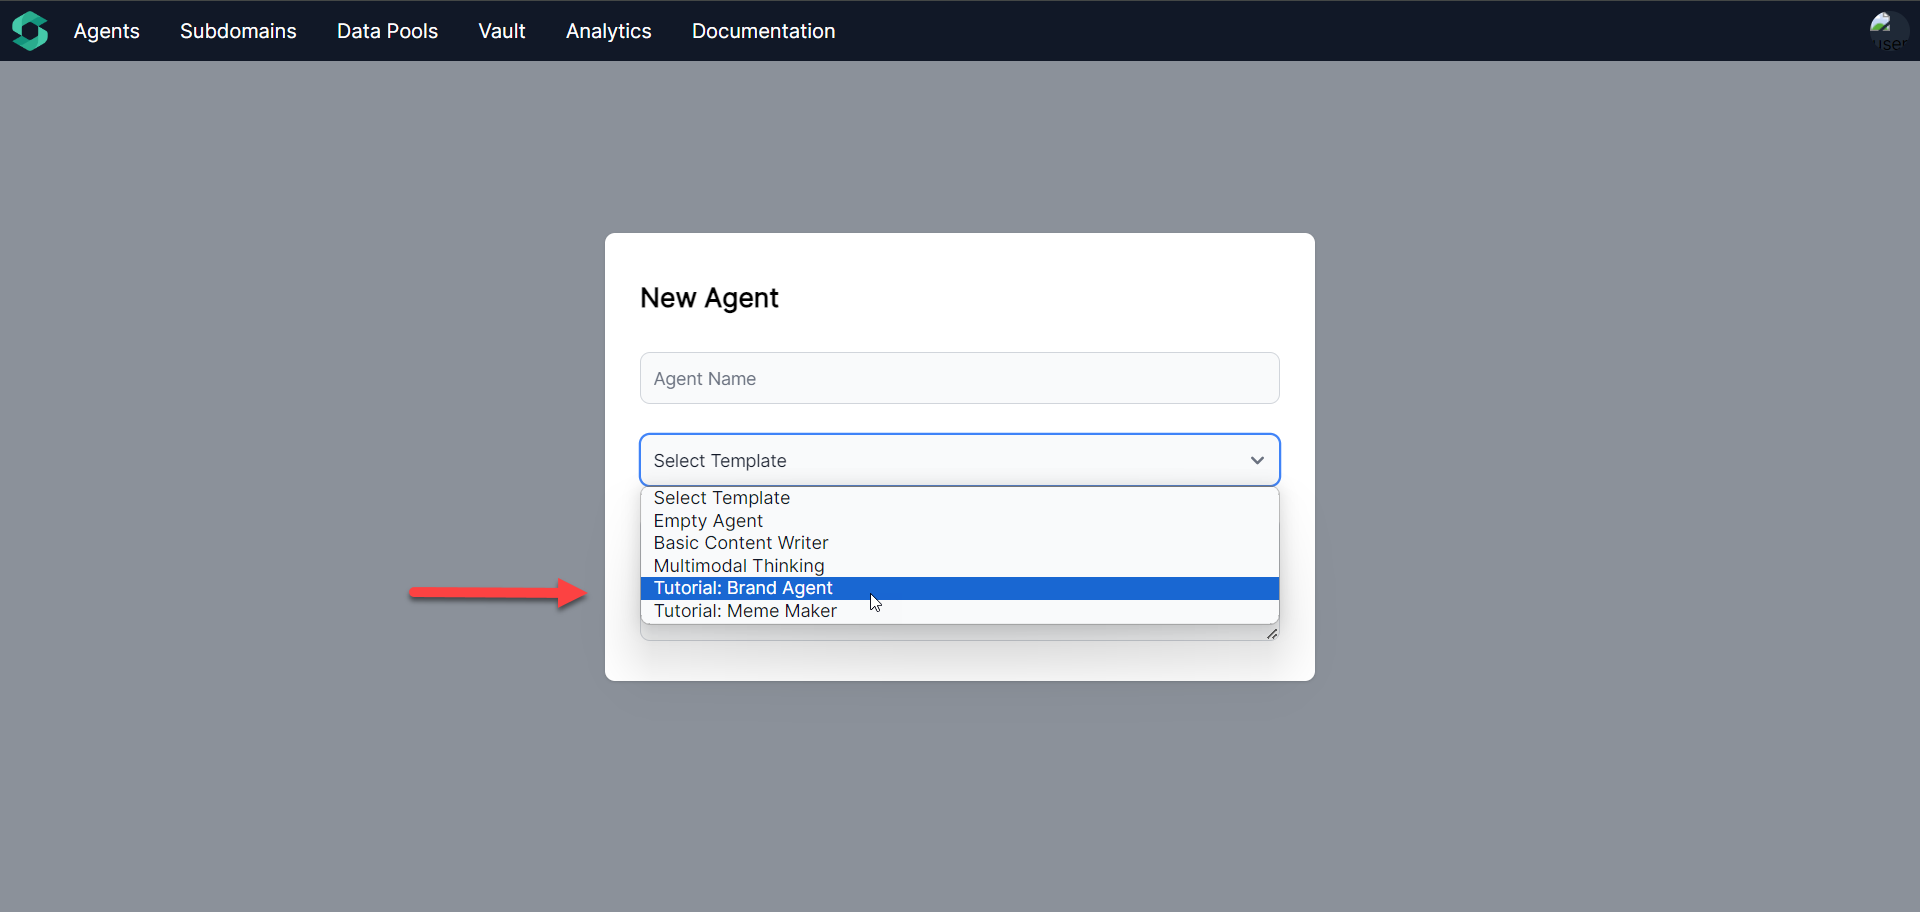 Agents Subdomains Data Pools Vault Analytics Documentation
user
New Agent
Agent Name
Select Template
Select Template
Empty Agent
Basic Content Writer
Multimodal Thinking
Tutorial: Brand Agent
Tutorial: Meme Maker